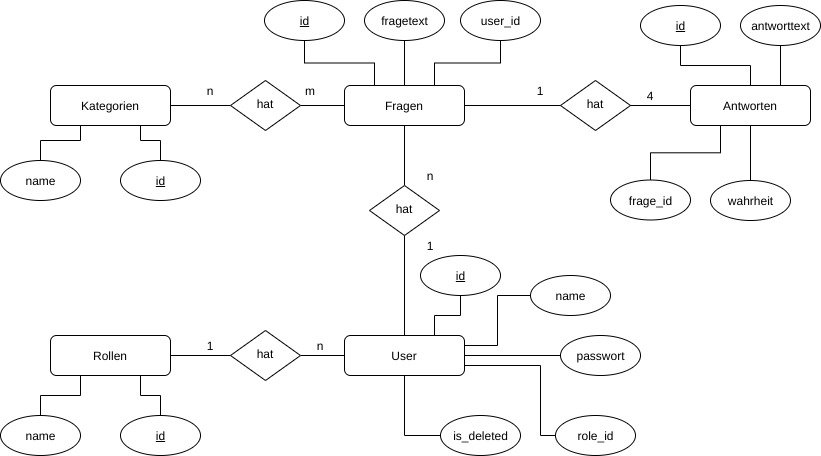 id
fragetext
user_id
id
antworttext
Kategorien
n
hat
m
Fragen
1
hat
4
Antworten
name
id
n
frage_id
wahrheit
hat
1
id
name
Rollen
1
hat
n
User
passwort
name
id
is_deleted
role_id